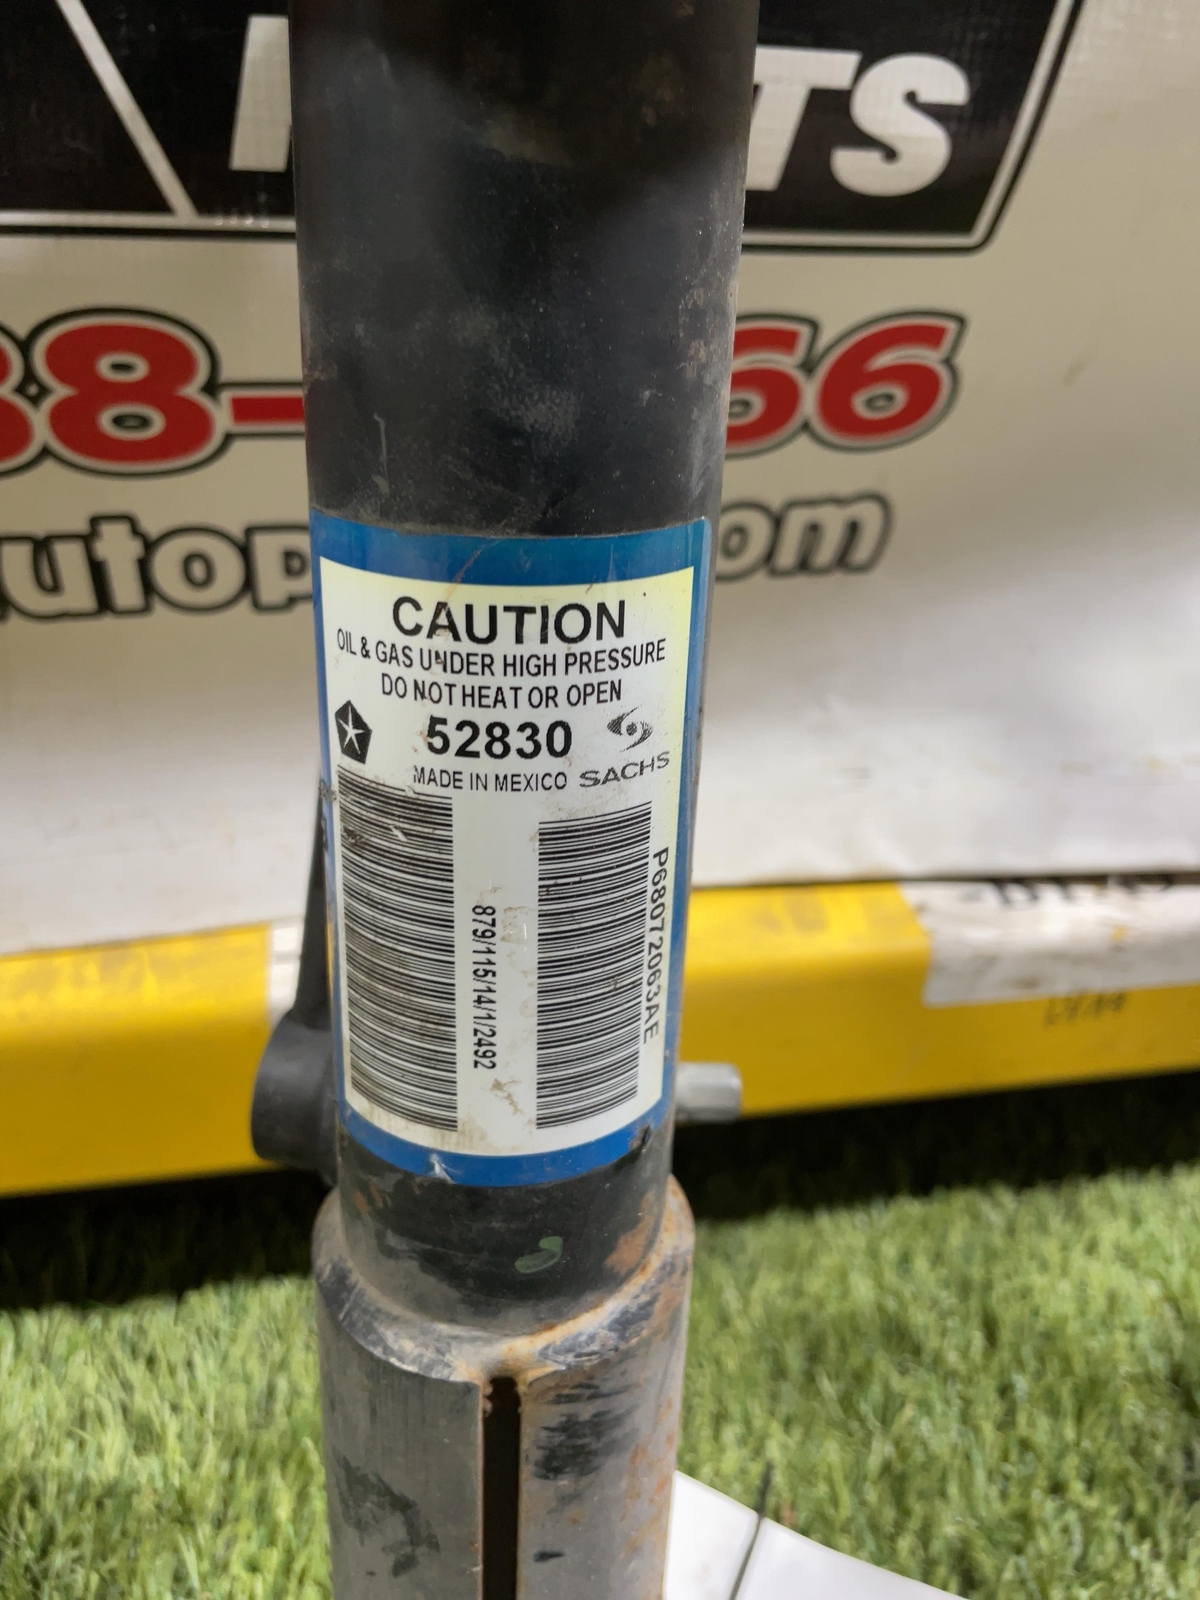 TS
88-
66
utop
om
CAUTION
OIL & GAS UNDER HIGH PRESSURE
DO NOT HEAT OR OPEN
52830
MADE IN MEXICO
SACHS
879/115/14/1/2492
P68072063AE